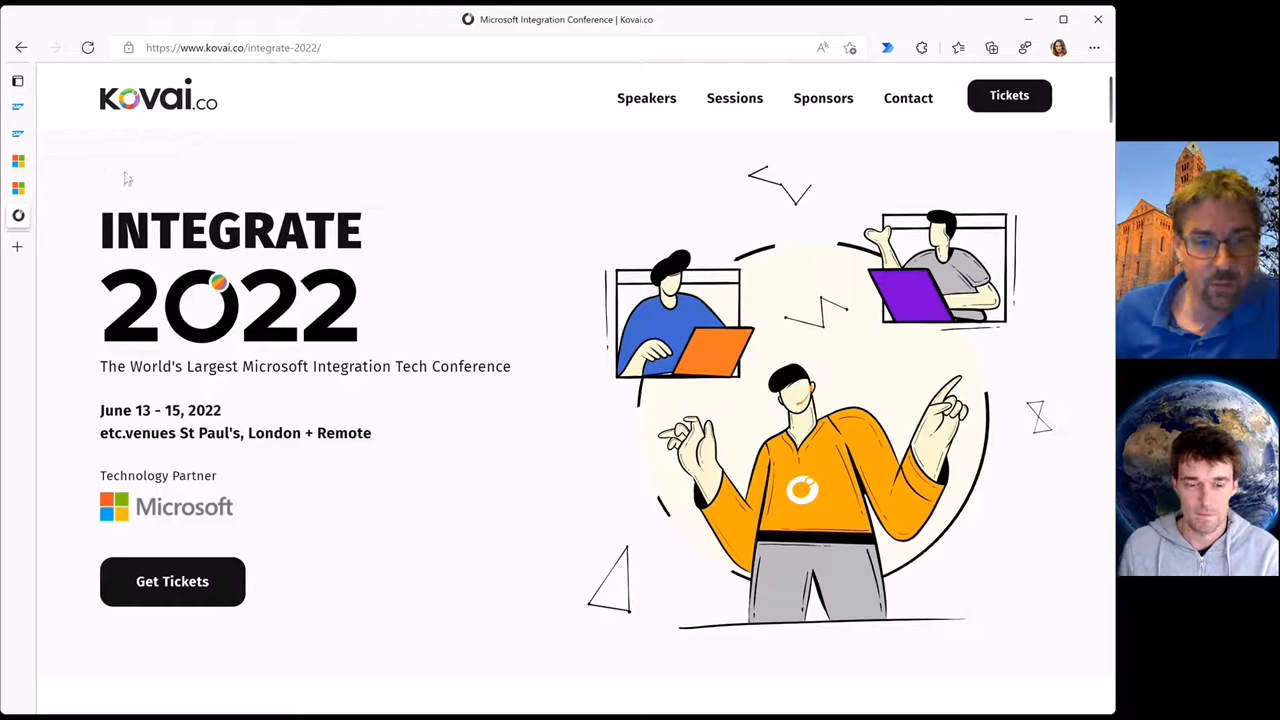 Microsoft Integration Conference | Kovai.co
https://www.kovai.co/integrate-2022/
kovai.co
Speakers
Sessions
Sponsors
Contact
Tickets
INTEGRATE
2022
The World's Largest Microsoft Integration Tech Conference
June 13 - 15, 2022
etc.venues St Paul's, London + Remote
Technology Partner
Microsoft
Get Tickets